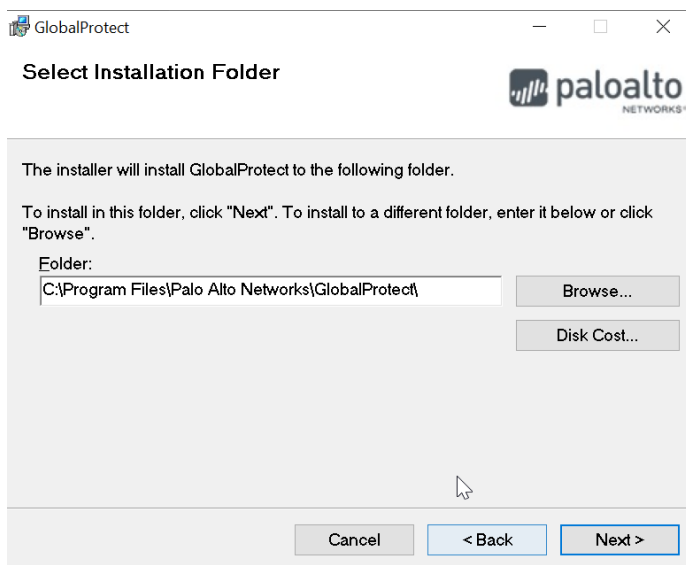 GlobalProtect
Select Installation Folder
paloalto
NETWORKS
The installer will install GlobalProtect to the following folder.
To install in this folder, click "Next". To install to a different folder, enter it below or click
"Browse".
Folder:
C:\Program Files\Palo Alto Networks\GlobalProtect\
Browse...
Disk Cost...
Cancel
< Back
Next >